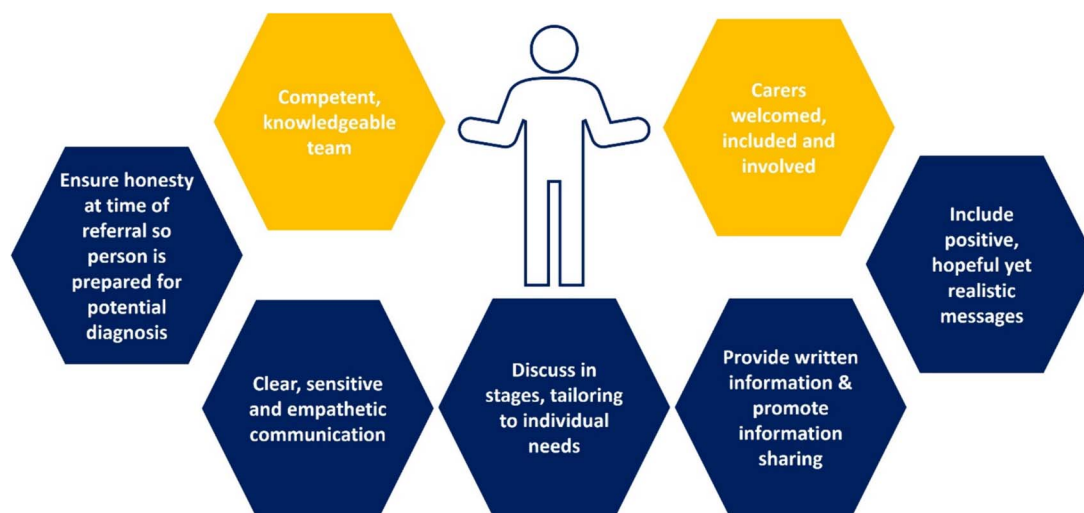 Competent,
knowledgeable
team
Carers
welcomed,
included and
involved
Ensure honesty
at time of
referral so
person is
prepared for
potential
diagnosis
Include
positive,
hopeful yet
realistic
messages
Clear, sensitive
and empathetic
communication
Discuss in
stages, tailoring
to individual
needs
Provide written
information &
promote
information
sharing